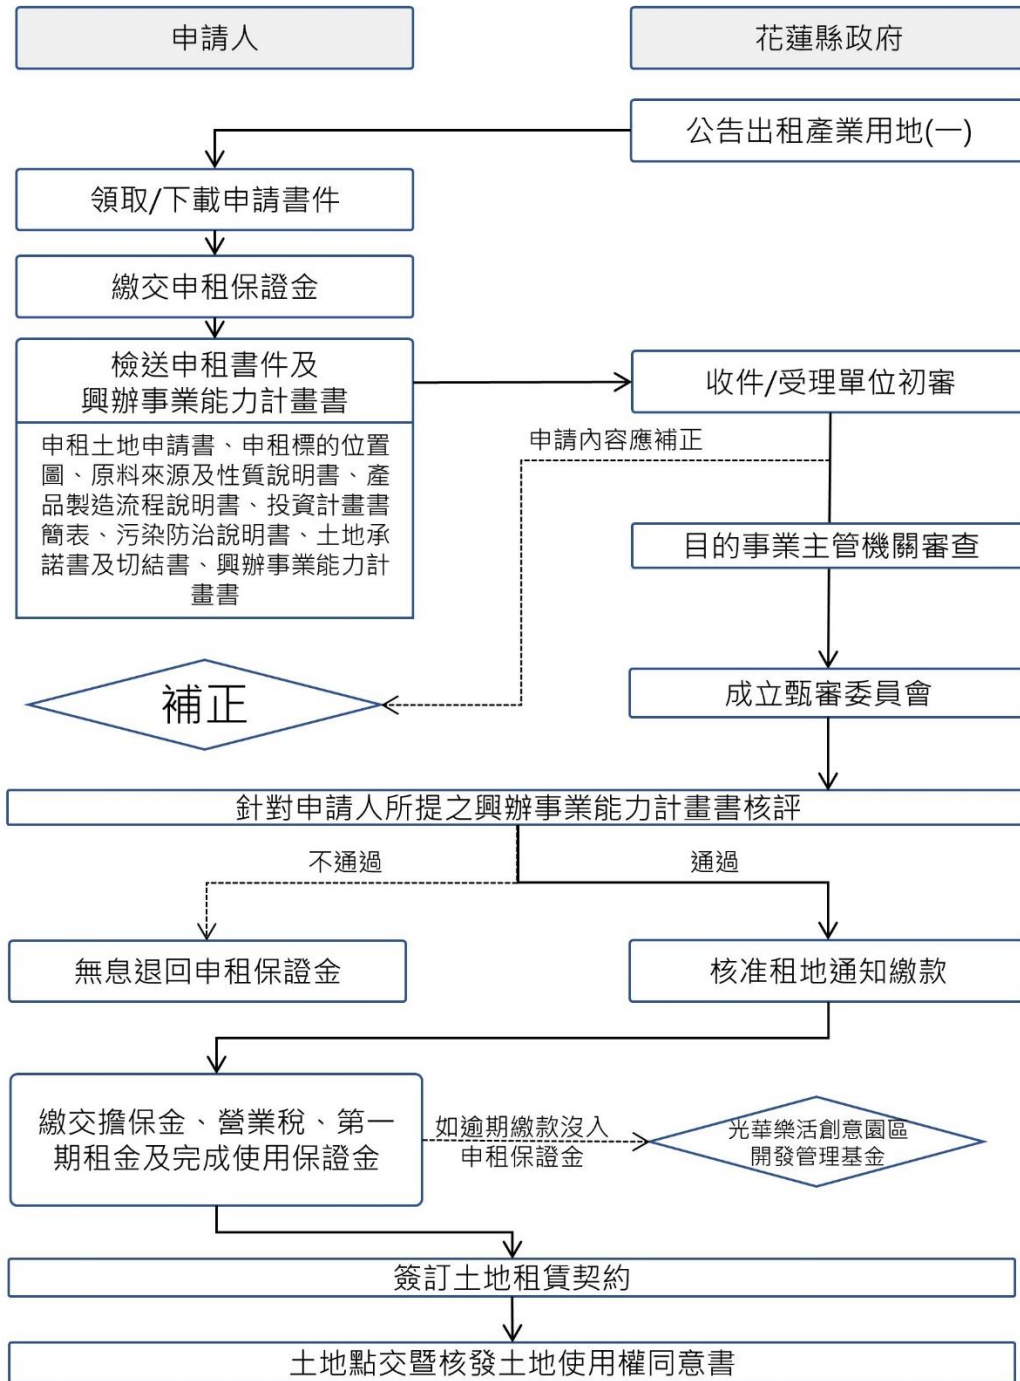 申請人
花蓮縣政府
公告出租產業用地(一)
領取/下載申請書件
繳交申租保證金
檢送申租書件及
興辦事業能力計畫書
申租土地申請書、申租標的位置
圖、原料來源及性質說明書、產
品製造流程說明書、投資計畫書
簡表、污染防治說明書、土地承
諾書及切結書、興辦事業能力計
畫書
收件/受理單位初審
申請內容應補正
目的事業主管機關審查
補正
成立甄審委員會
針對申請人所提之興辦事業能力計畫書核評
不通過
通過
無息退回申租保證金
核准租地通知繳款
繳交擔保金、營業稅、第一
期租金及完成使用保證金
如逾期繳款沒入
申租保證金
光華樂活創意園區
開發管理基金
簽訂土地租賃契約
土地點交暨核發土地使用權同意書